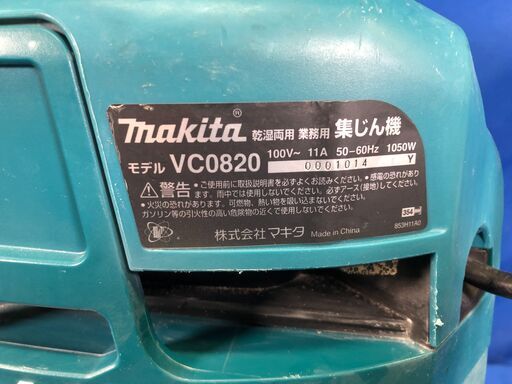 makita® 乾湿両用 業務用 集じん機
モデル VC0820 100V~ 11A 50-60Hz 1050W
0001014 Y
⚠警告 ・ご使用前に取扱説明書を必ずよくお読みください。・感電の恐れがあり
ます。雨中では使用しないでください。必ずアース(接地)してください。
・火災の恐れがあります。可燃物、熱い物を吸い込まないでください。
ガソリン等の引火性の高い危険物の近くで使用しないでください。
株式会社マキタ Made in China
853H11A0